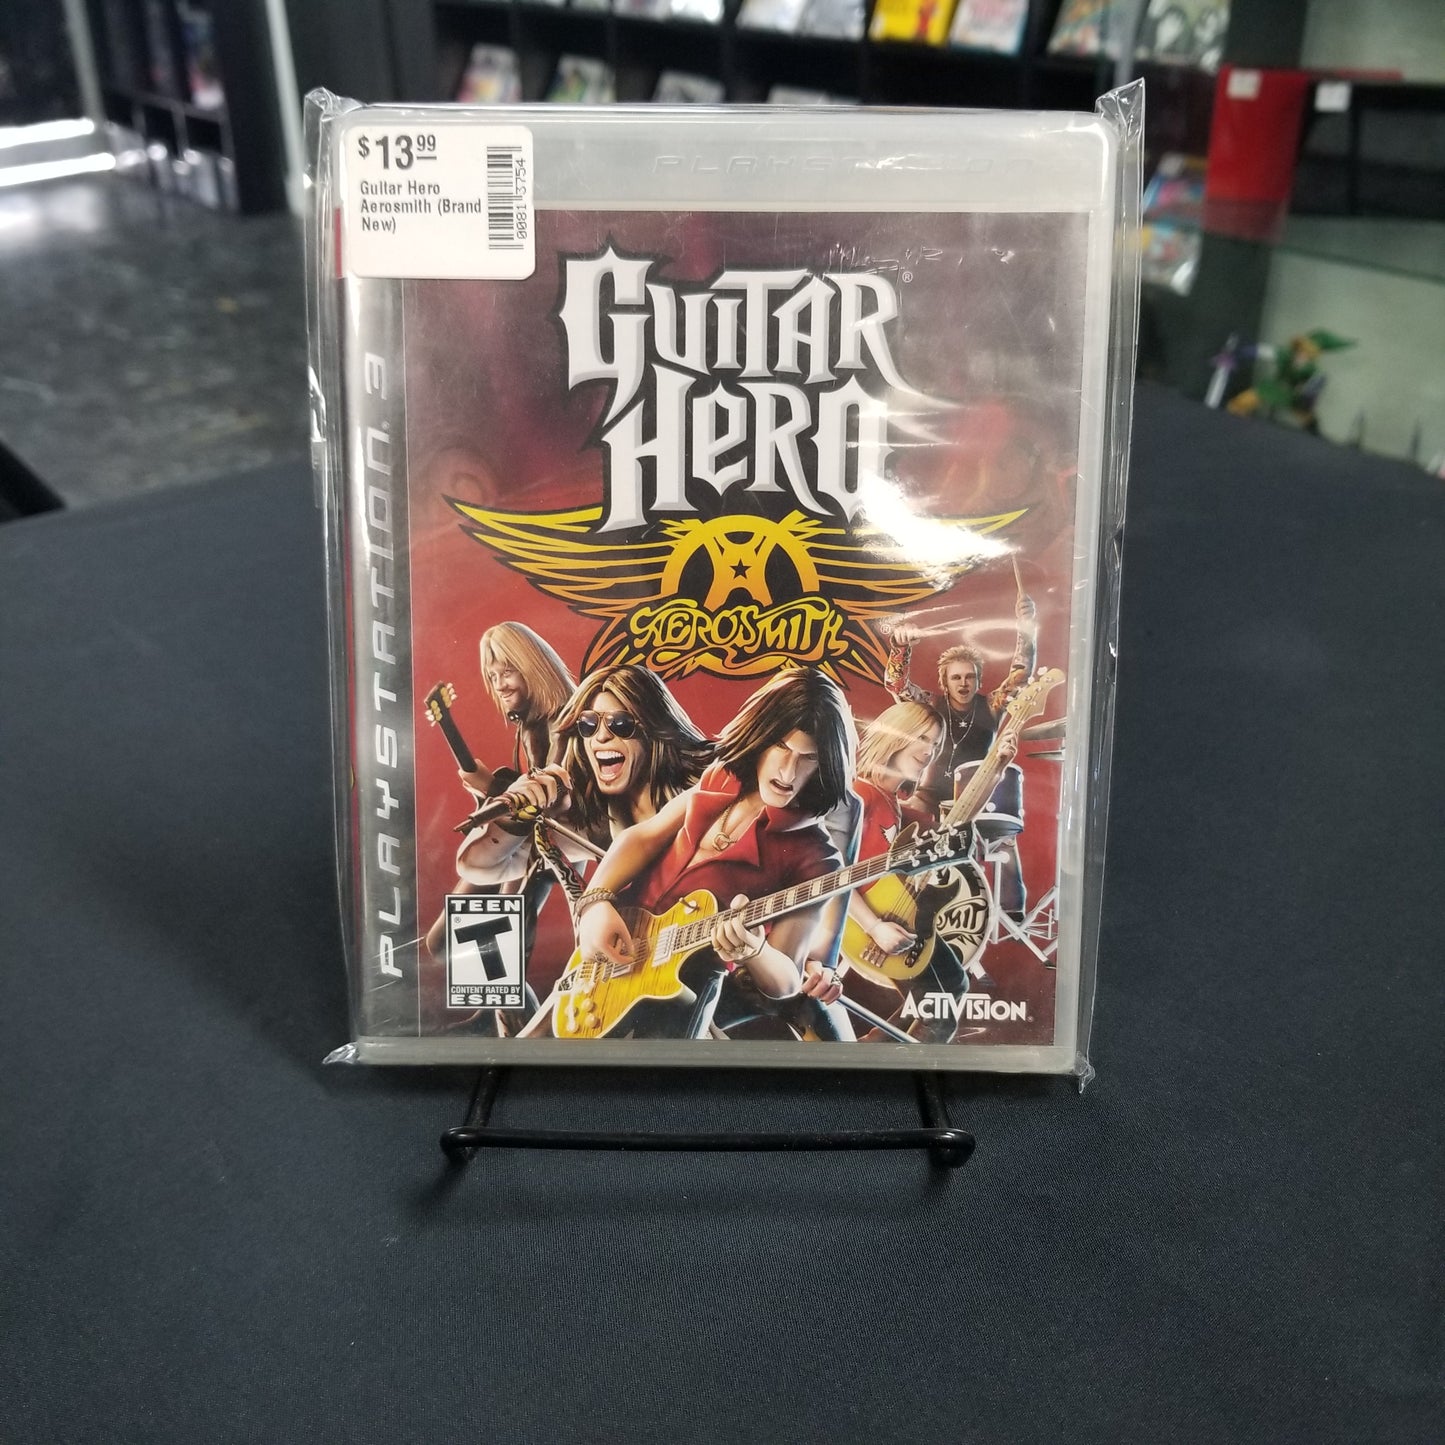 $13.99
Guitar Hero
Aerosmith (Brand
New)
00813754
PLAYSTATION 3
PLAYSTATION.3
GUITAR
HERO
AEROSMITH
TEEN
T
CONTENT RATED BY
ESRB
ACTIVISION